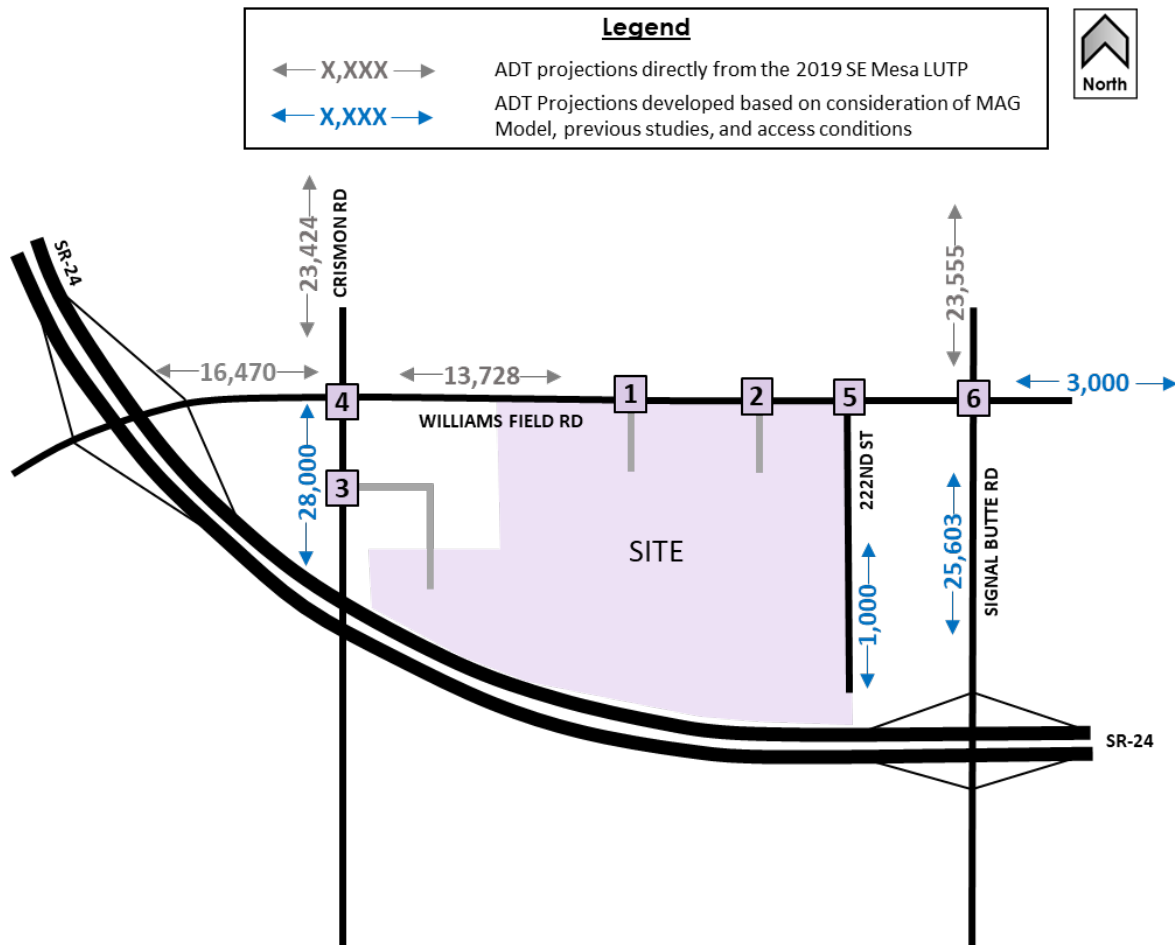 Legend
X,XXX
ADT projections directly from the 2019 SE Mesa LUTP
X,XXX
ADT Projections developed based on consideration of MAG
Model, previous studies, and access conditions
North
SR-24
23,424
CRISMON RD
23,555
16,470
13,728
3,000
4
1
2
5
6
WILLIAMS FIELD RD
28,000
3
222ND ST
25,603
SIGNAL BUTTE RD
SITE
1,000
SR-24